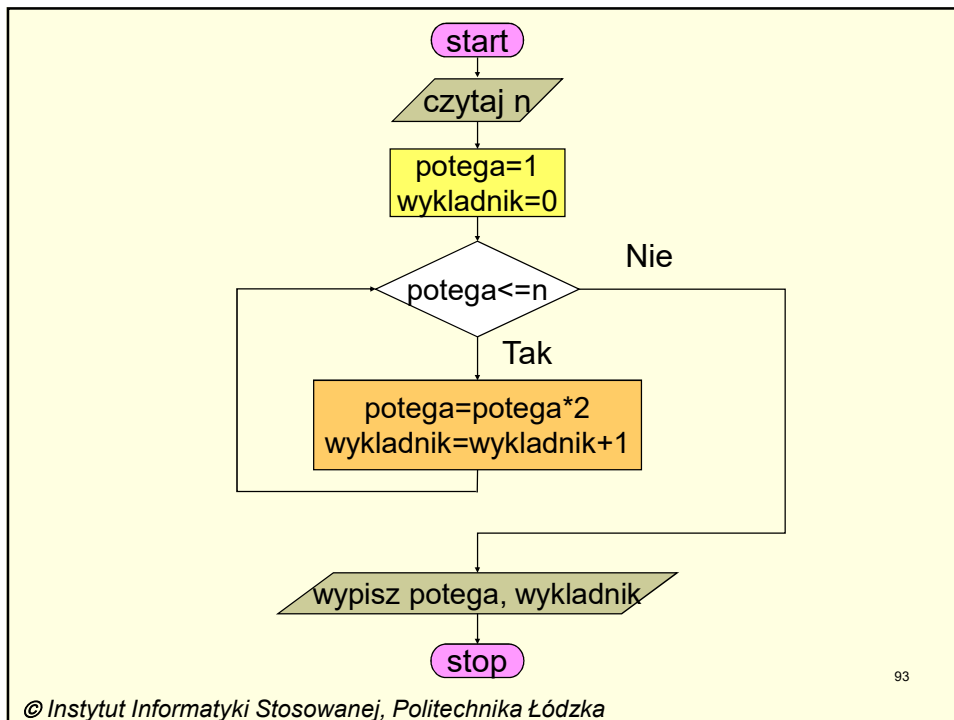 start
czytaj n
potega=1
wykladnik=0
potega<=n
Nie
Tak
potega=potega*2
wykladnik=wykladnik+1
wypisz potega, wykladnik
stop
93
© Instytut Informatyki Stosowanej, Politechnika Łódzka